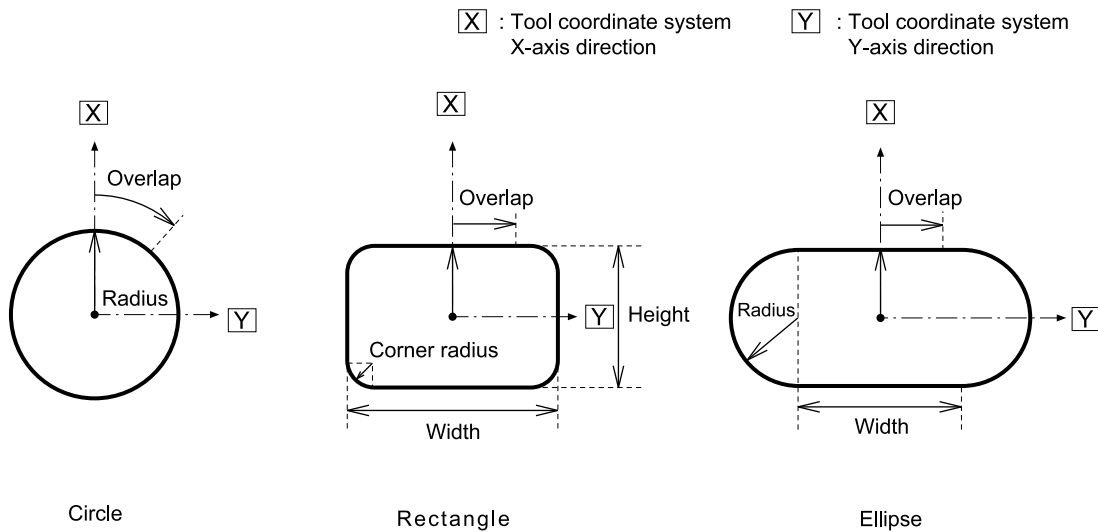 X : Tool coordinate system
X-axis direction
Y : Tool coordinate system
Y-axis direction
X
Overlap
Radius
Y
Circle
X
Overlap
Y
Height
Corner radius
Width
Rectangle
X
Overlap
Radius
Y
Width
Ellipse